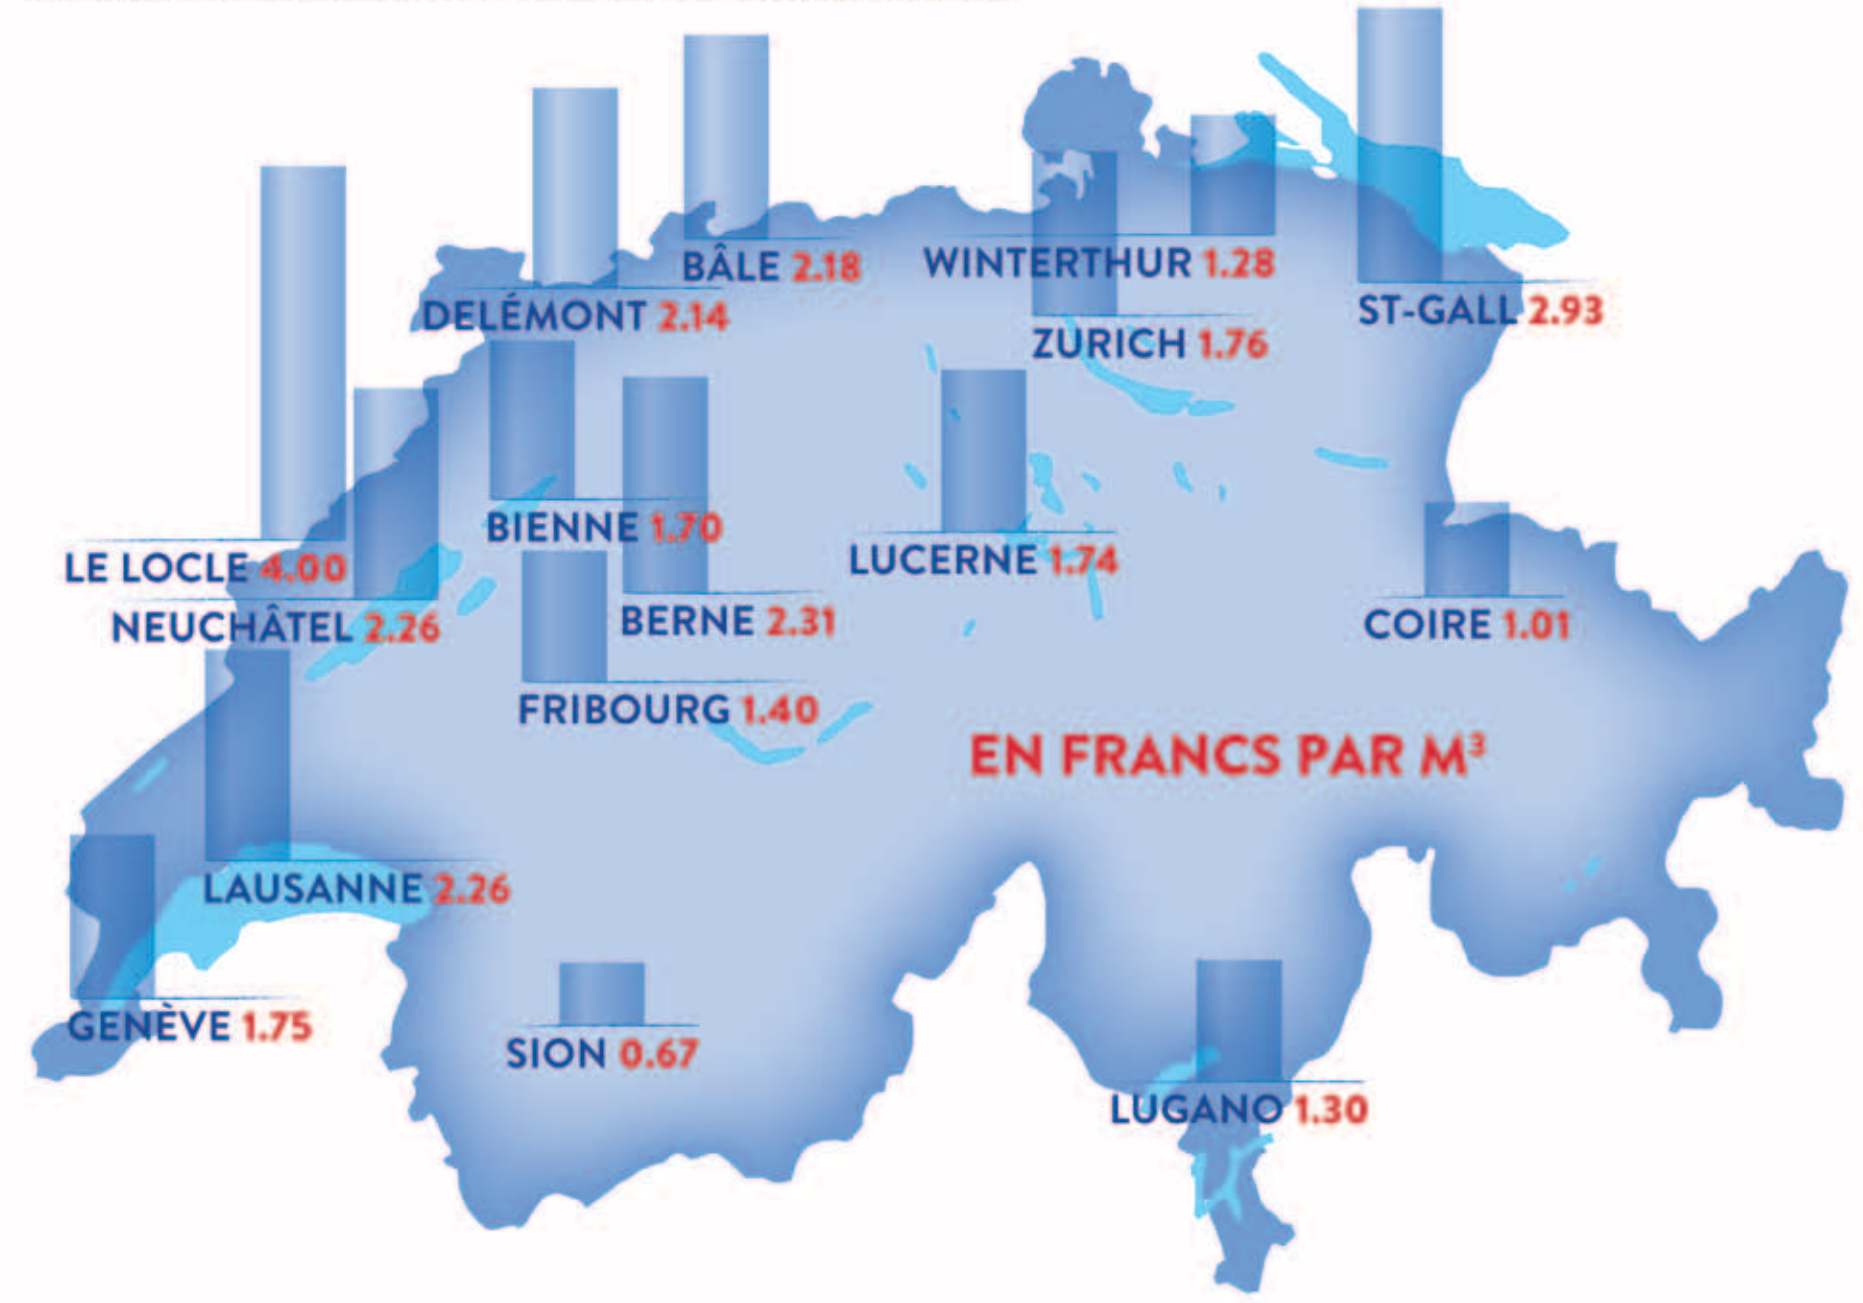 BÂLE 2.18
WINTERTHUR 1.28
DELÉMONT 2.14
ST-GALL 2.93
ZURICH 1.76
BIENNE 1.70
LE LOCLE 4.00
LUCERNE 1.74
NEUCHÂTEL 2.26
BERNE 2.31
COIRE 1.01
FRIBOURG 1.40
EN FRANCS PAR M³
LAUSANNE 2.26
GENÈVE 1.75
SION 0.67
LUGANO 1.30